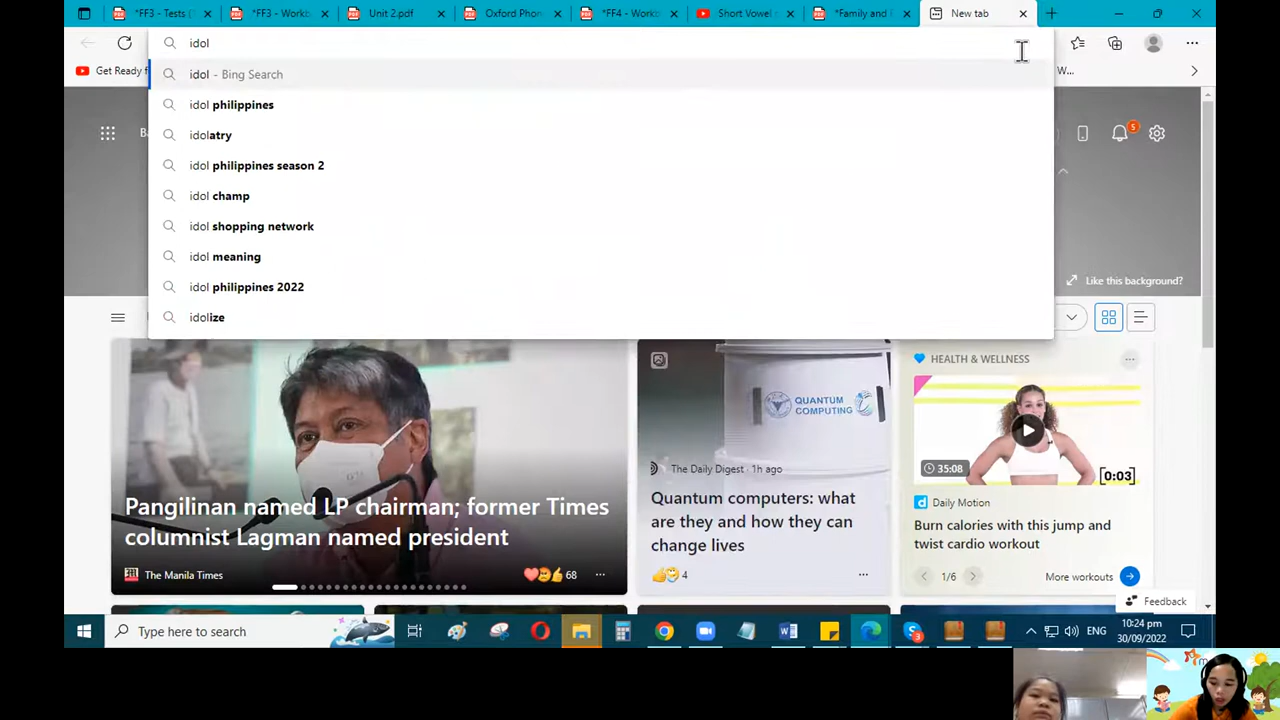 *FF3 - Tests
*FF3 - Workb
Unit 2.pdf
Oxford Phon
*FF4 - Workb
Short Vowel
*Family and
New tab
idol
Get Ready f
W...
idol - Bing Search
idol philippines
idolatry
idol philippines season 2
idol champ
idol shopping network
idol meaning
idol philippines 2022
idolize
5
Like this background?
Pangilinan named LP chairman; former Times
columnist Lagman named president
The Manila Times
68
QUANTUM
COMPUTING
The Daily Digest · 1h ago
Quantum computers: what
are they and how they can
change lives
4
HEALTH & WELLNESS
35:08
[0:03]
Daily Motion
Burn calories with this jump and
twist cardio workout
1/6
More workouts
Feedback
Type here to search
3
ENG
10:24 pm
30/09/2022